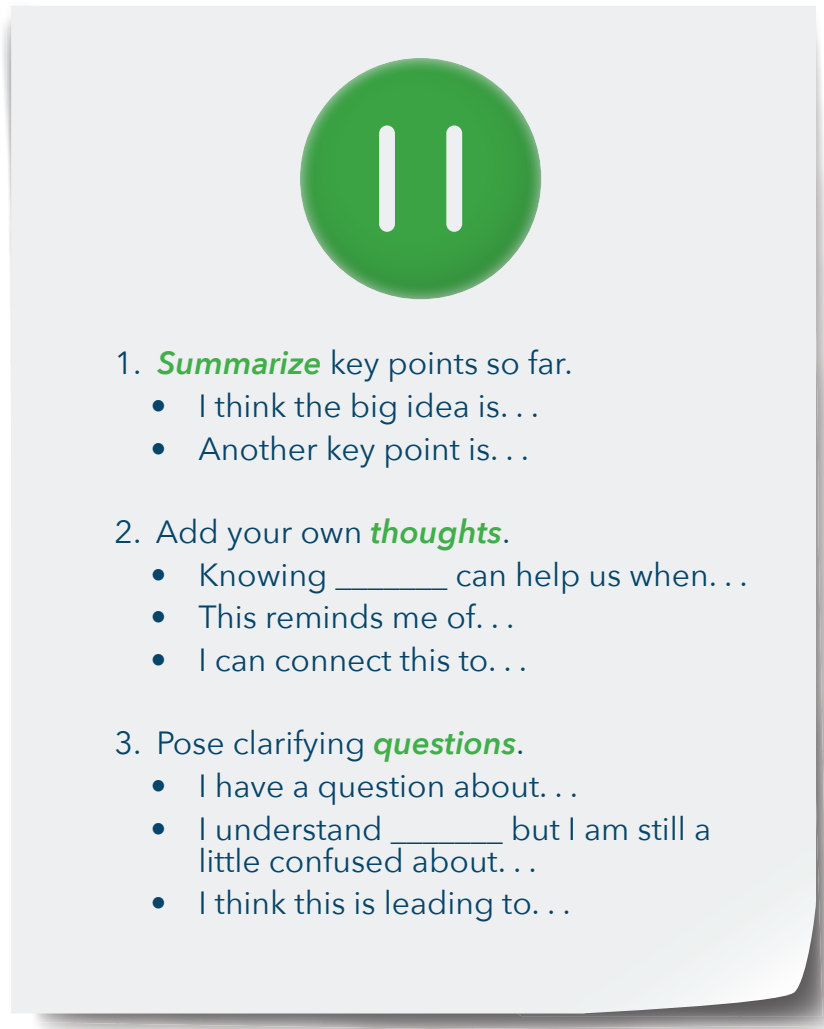 1. Summarize key points so far.
• I think the big idea is. . .
• Another key point is. . .
2. Add your own thoughts.
• Knowing _______ can help us when. . .
• This reminds me of. . .
• I can connect this to. . .
3. Pose clarifying questions.
• I have a question about. . .
• I understand _______ but I am still a
little confused about. . .
• I think this is leading to. . .